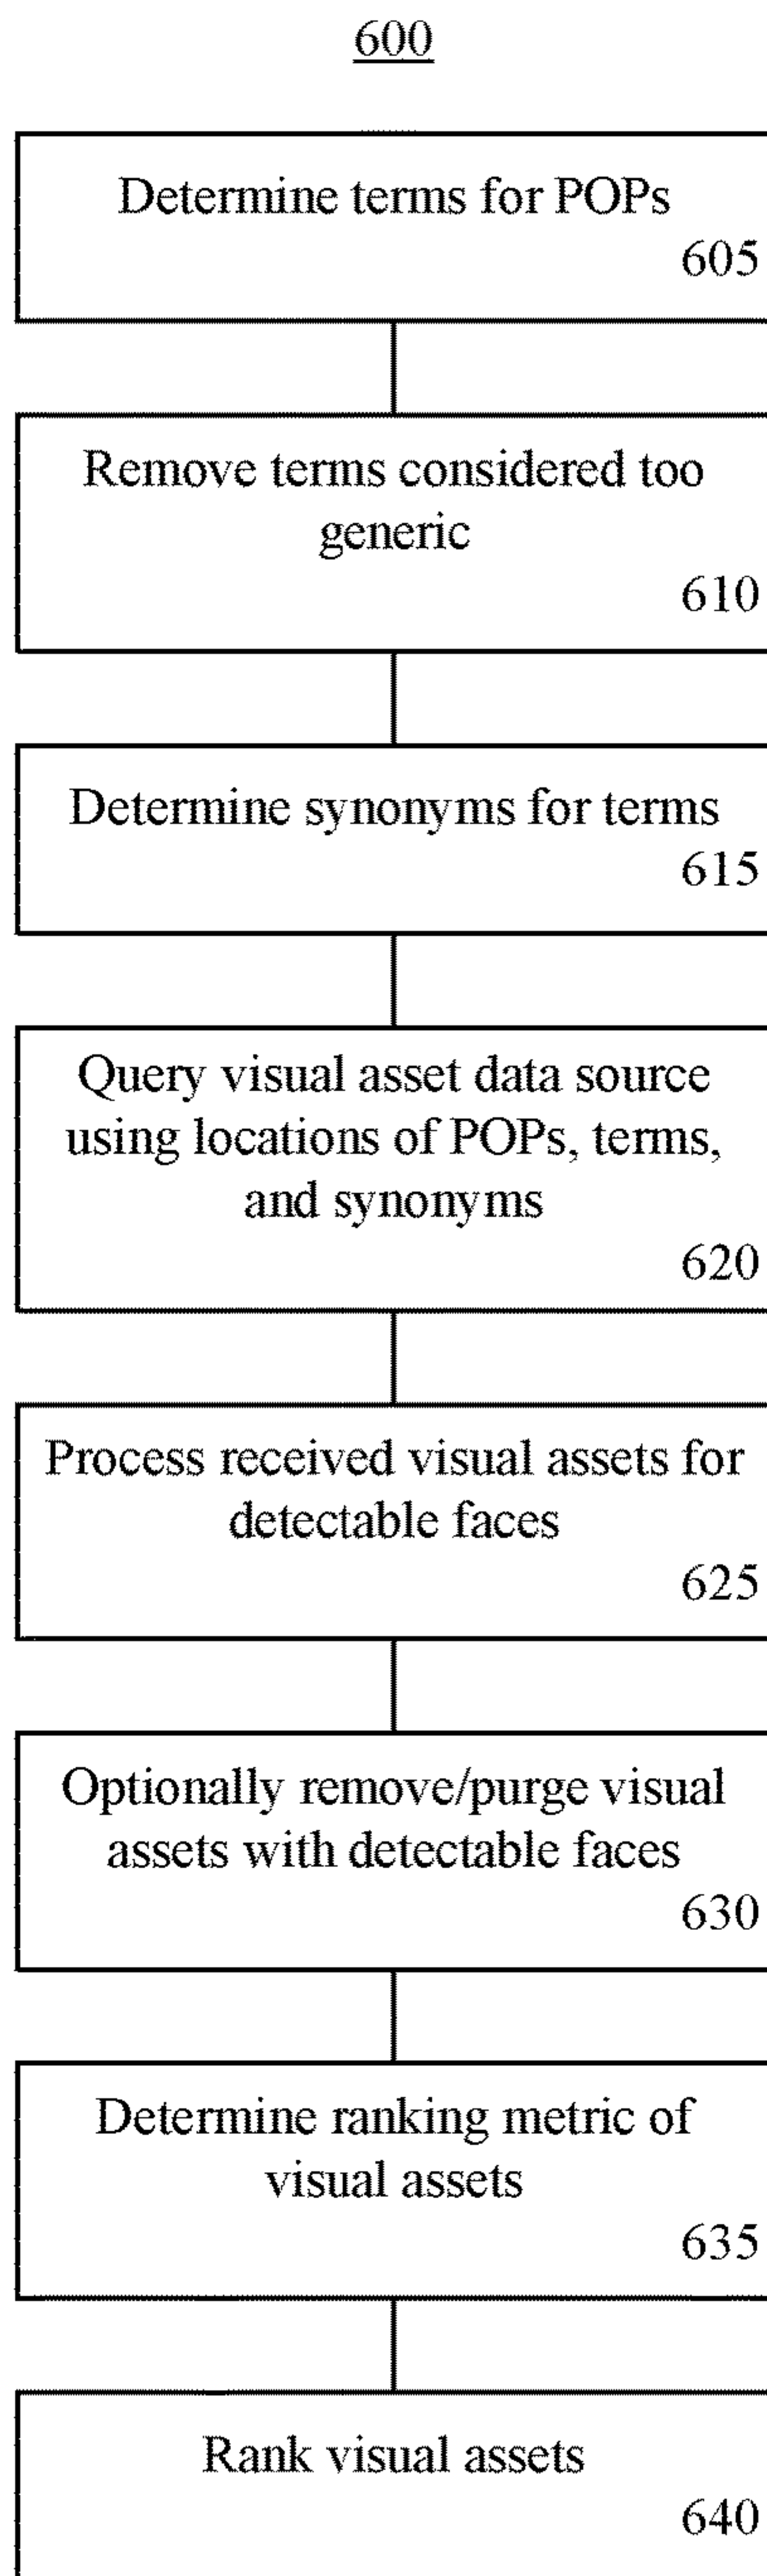 600
Determine terms for POPs
605
Remove terms considered too
generic
610
Determine synonyms for terms
615
Query visual asset data source
using locations of POPs, terms,
and synonyms
620
Process received visual assets for
detectable faces
625
Optionally remove/purge visual
assets with detectable faces
630
Determine ranking metric of
visual assets
635
Rank visual assets
640